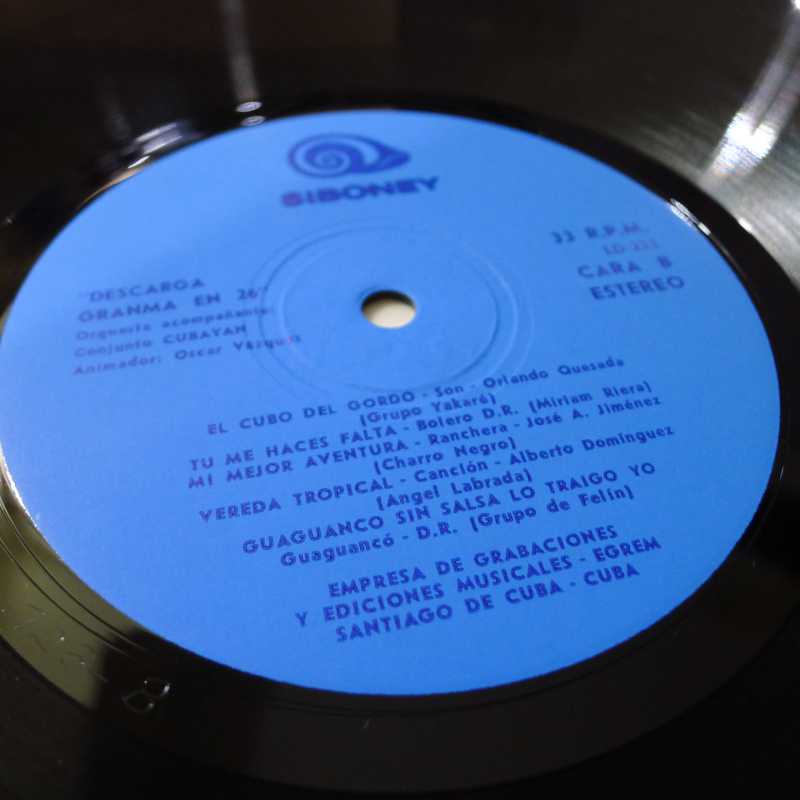 SIBONEY
"DESCARGA
GRANMA EN 26"
Orquesta acompañante:
Conjunto CUBAYAN
Animador: Oscar Vázquez
33 R.P.M.
CARA B
ESTEREO
EL CUBO DEL GORDO - Son - Orlando Quesada
(Grupo Yakaré)
TU ME HACES FALTA - Bolero D.R. (Miriam Riera)
MI MEJOR AVENTURA - Ranchera - José A. Jiménez
(Charro Negro)
VEREDA TROPICAL - Canción - Alberto Domínguez
(Angel Labrada)
GUAGUANCO SIN SALSA LO TRAIGO YO
Guaguancó - D.R. (Grupo de Felín)
EMPRESA DE GRABACIONES
Y EDICIONES MUSICALES - EGREM
SANTIAGO DE CUBA - CUBA